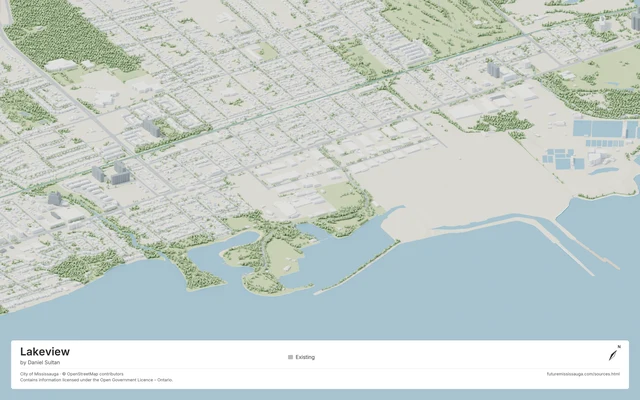 Lakeview
by Daniel Sultan
Existing
N
City of Mississauga · © OpenStreetMap contributors
Contains information licensed under the Open Government Licence – Ontario.
futuremississauga.com/sources.html